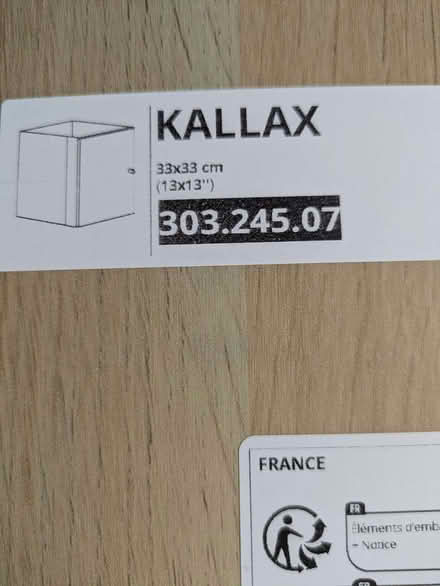 KALLAX
33x33 cm
(13x13")
303.245.07
FRANCE
FR
Éléments d'emb
+ Notice